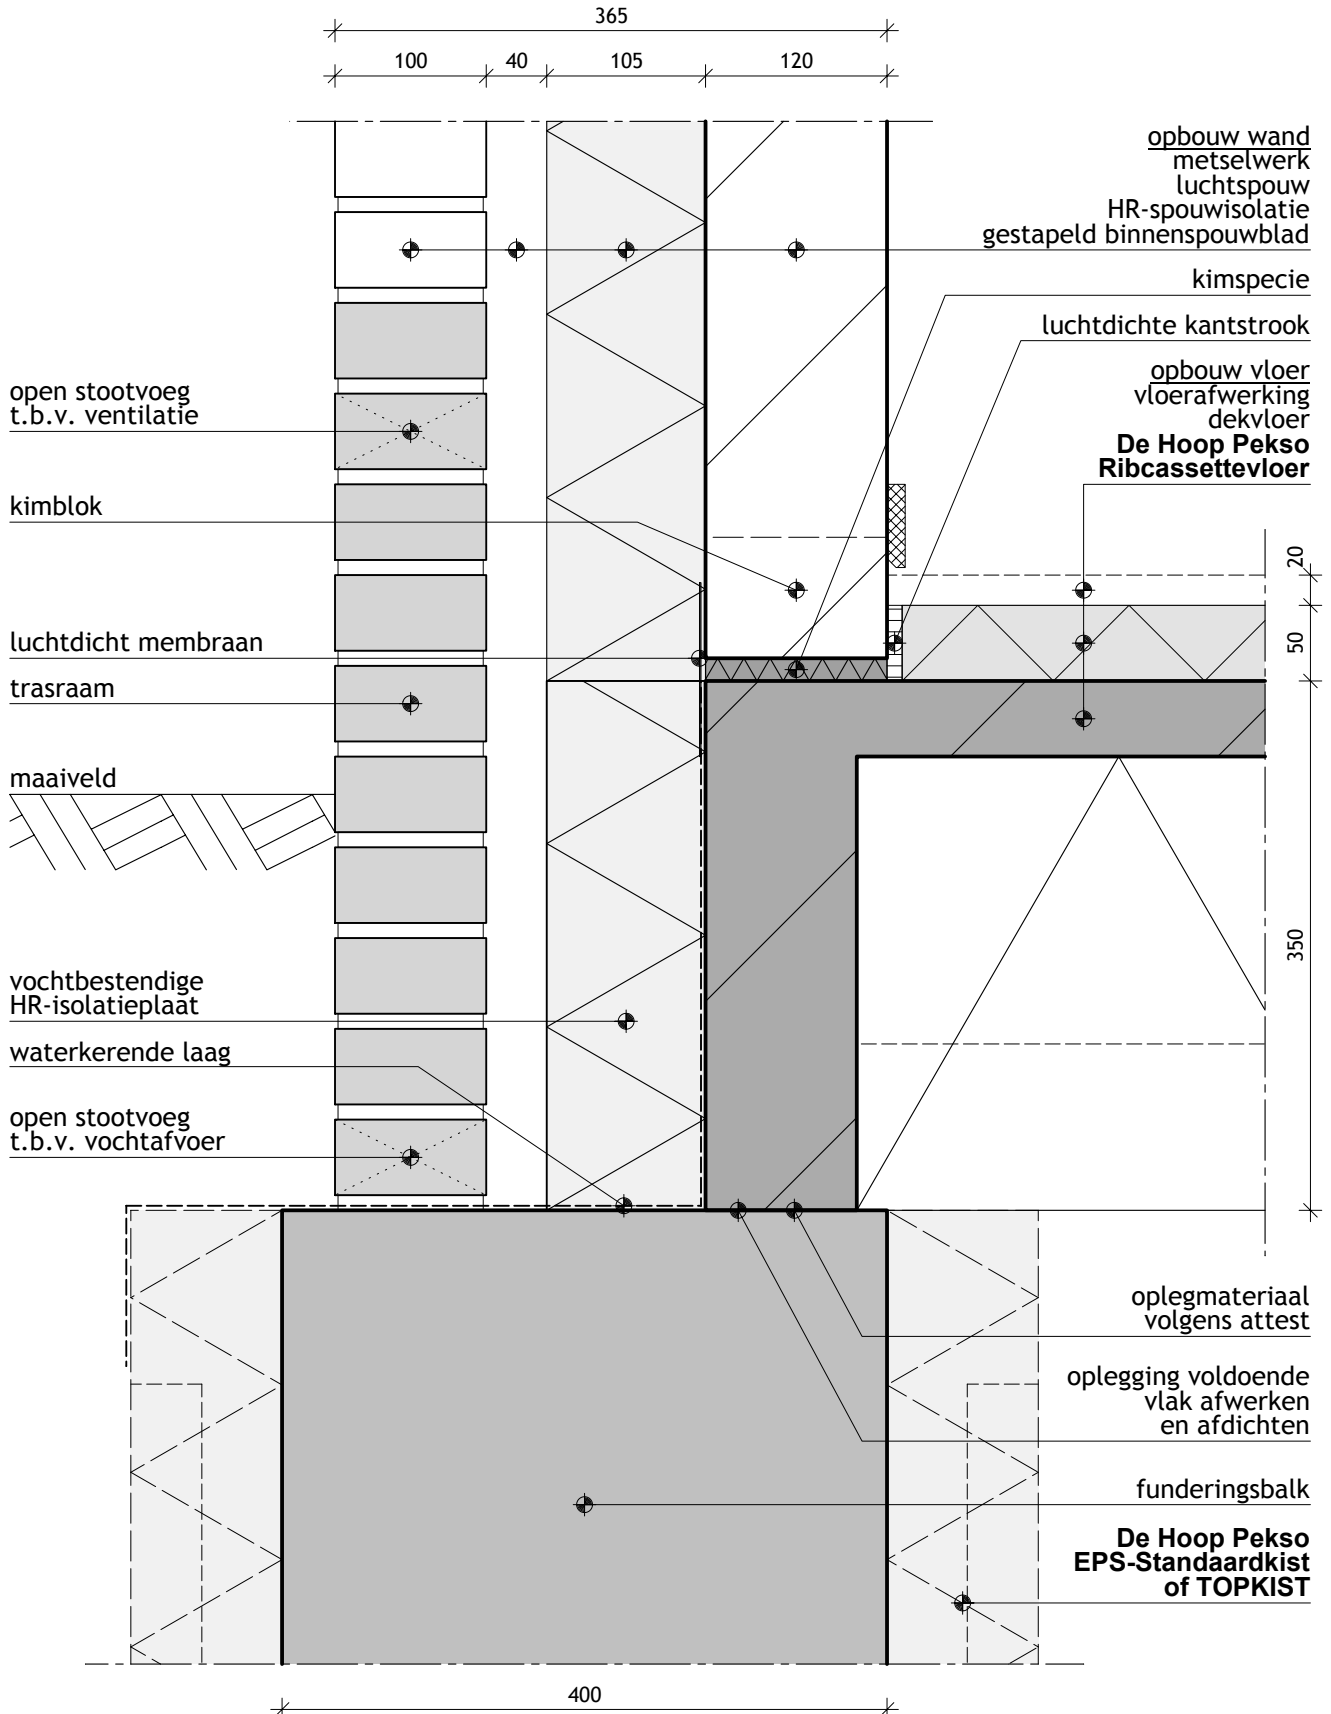 365
100
40
105
120
opbouw wand
metselwerk
luchtspouw
HR-spouwisolatie
gestapeld binnenspouwblad
kimspecie
luchtdichte kantstrook
opbouw vloer
vloerafwerking
dekvloer
De Hoop Pekso
Ribcassettevloer
open stootvoeg
t.b.v. ventilatie
kimblok
20
50
luchtdicht membraan
trasraam
maaiveld
350
vochtbestendige
HR-isolatieplaat
waterkerende laag
open stootvoeg
t.b.v. vochtafvoer
oplegmateriaal
volgens attest
oplegging voldoende
vlak afwerken
en afdichten
funderingsbalk
De Hoop Pekso
EPS-Standaardkist
of TOPKIST
400